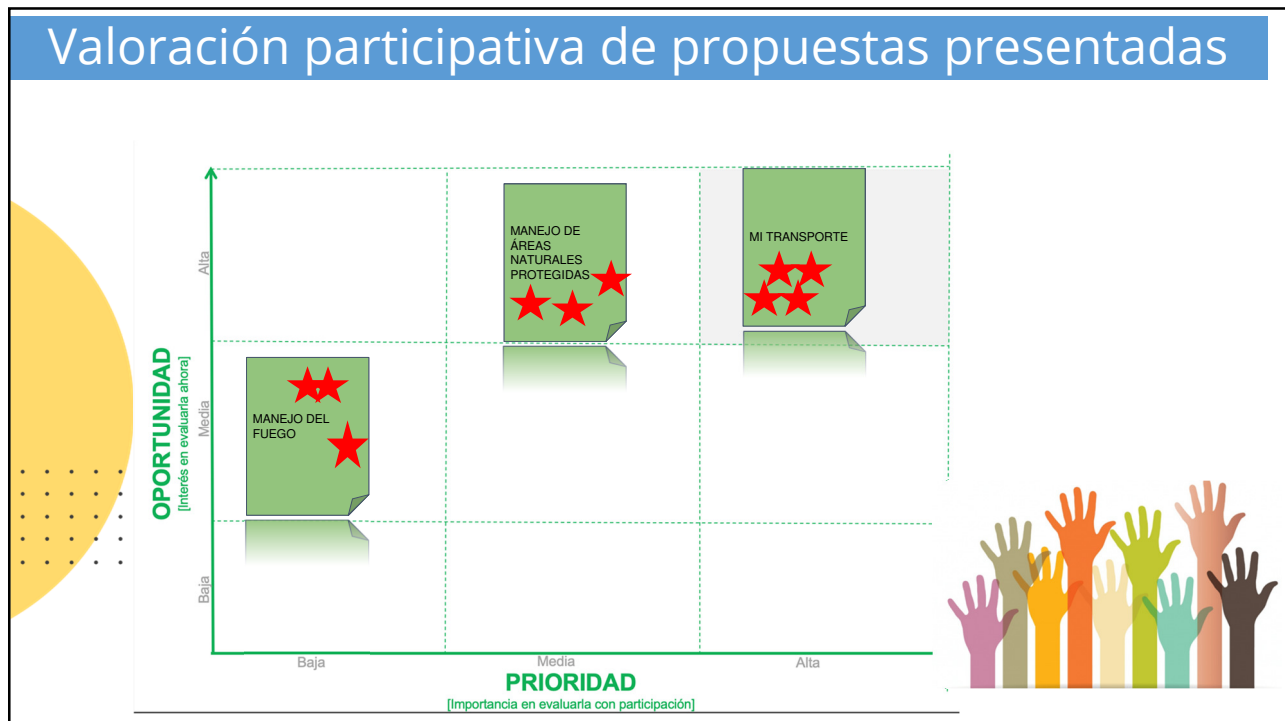 Valoración participativa de propuestas presentadas
MANEJO DE
ÁREAS
NATURALES
PROTEGIDAS
MI TRANSPORTE
MANEJO DEL
FUEGO
OPORTUNIDAD
[Interés en evaluarla ahora]
Alta
Media
Baja
Baja
Media
Alta
PRIORIDAD
[Importancia en evaluarla con participación]